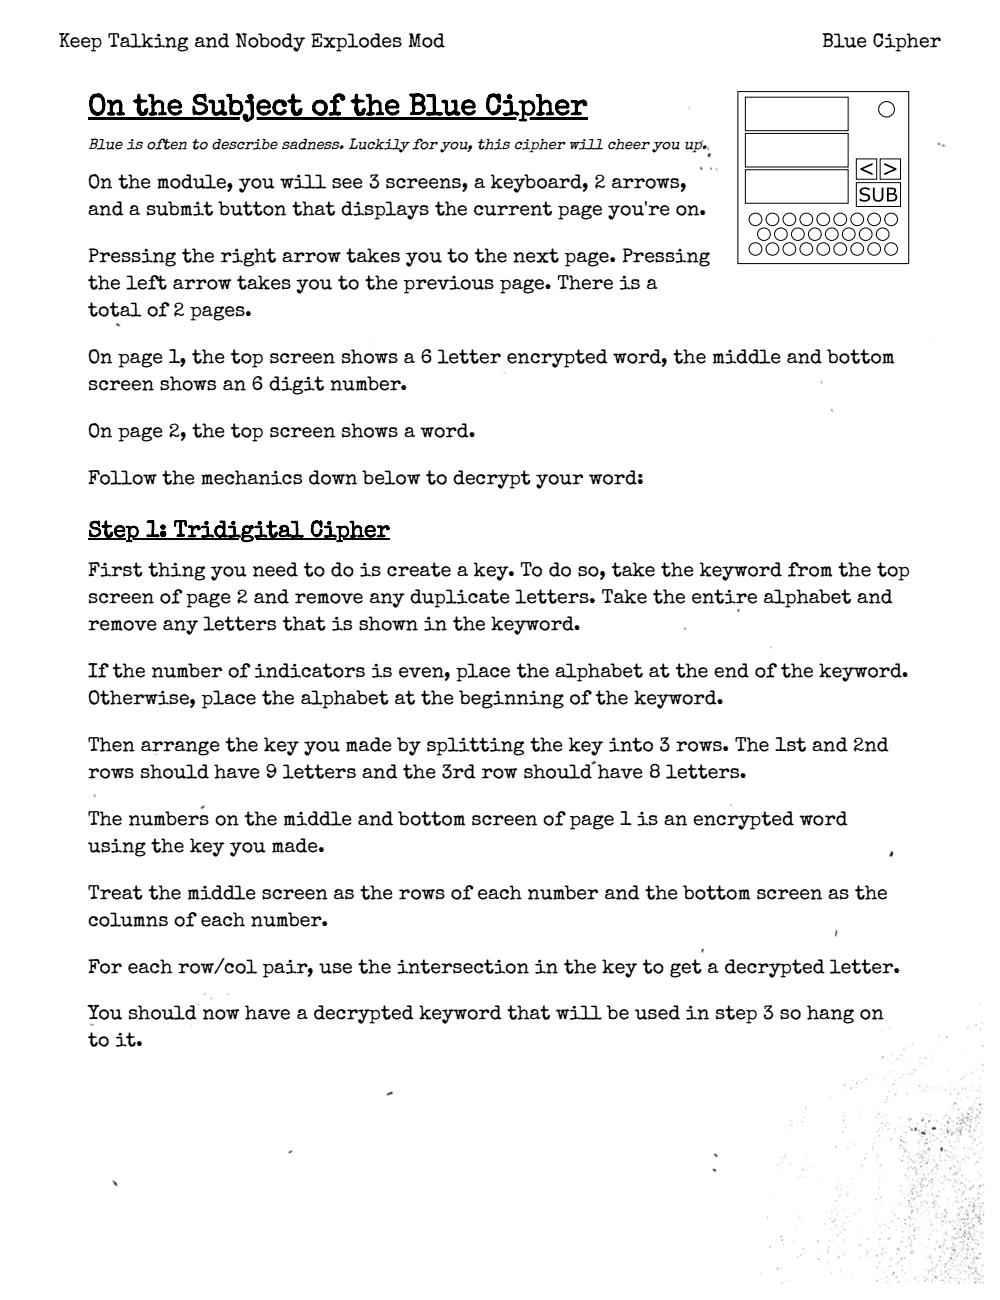 Keep Talking and Nobody Explodes Mod
Blue Cipher
On the Subject of the Blue Cipher
Blue is often to describe sadness. Luckily for you, this cipher will cheer you up.
On the module, you will see 3 screens, a keyboard, 2 arrows,
and a submit button that displays the current page you're on.
< >
SUB
Pressing the right arrow takes you to the next page. Pressing
the left arrow takes you to the previous page. There is a
total of 2 pages.
On page 1, the top screen shows a 6 letter encrypted word, the middle and bottom
screen shows an 6 digit number.
On page 2, the top screen shows a word.
Follow the mechanics down below to decrypt your word:
Step 1: Tridigital Cipher
First thing you need to do is create a key. To do so, take the keyword from the top
screen of page 2 and remove any duplicate letters. Take the entire alphabet and
remove any letters that is shown in the keyword.
If the number of indicators is even, place the alphabet at the end of the keyword.
Otherwise, place the alphabet at the beginning of the keyword.
Then arrange the key you made by splitting the key into 3 rows. The 1st and 2nd
rows should have 9 letters and the 3rd row should have 8 letters.
The numbers on the middle and bottom screen of page 1 is an encrypted word
using the key you made.
Treat the middle screen as the rows of each number and the bottom screen as the
columns of each number.
For each row/col pair, use the intersection in the key to get a decrypted letter.
You should now have a decrypted keyword that will be used in step 3 so hang on
to it.